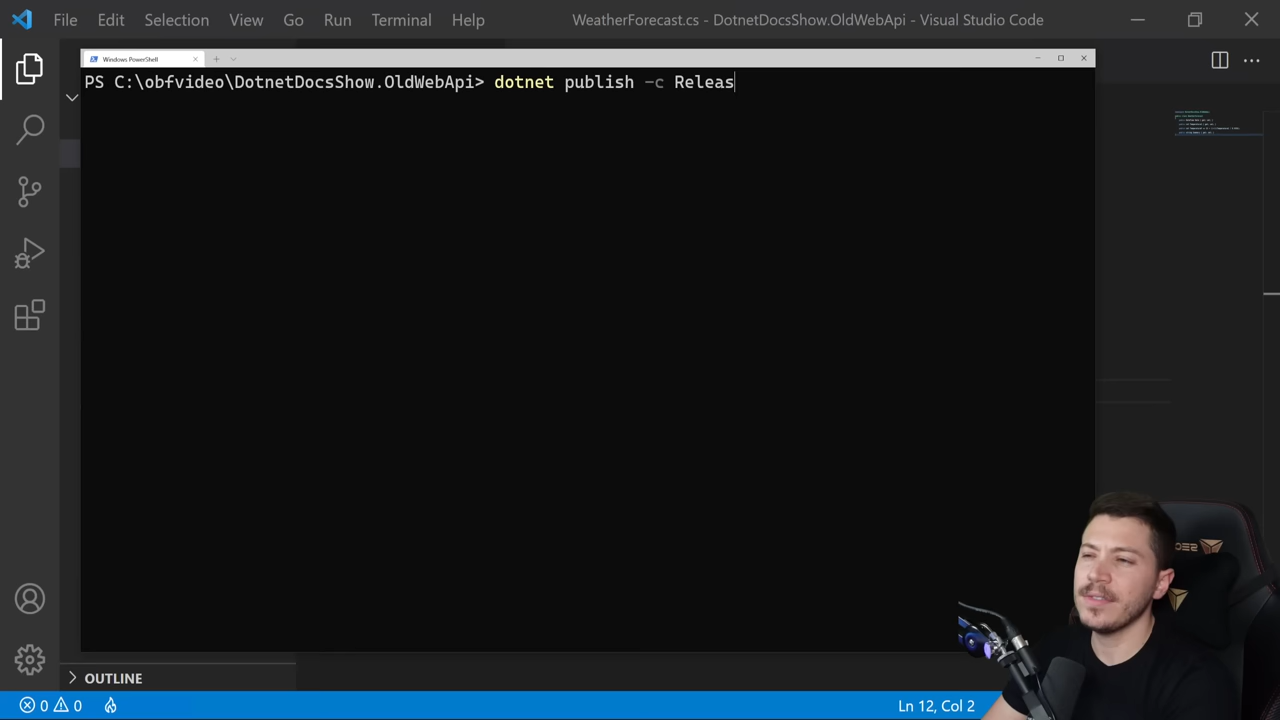 File Edit Selection View Go Run Terminal Help WeatherForecast.cs - DotnetDocsShow.OldWebApi - Visual Studio Code
Windows PowerShell
PS C:\obfvideo\DotnetDocsShow.OldWebApi> dotnet publish -c Releas
OUTLINE
0 0 Ln 12, Col 2